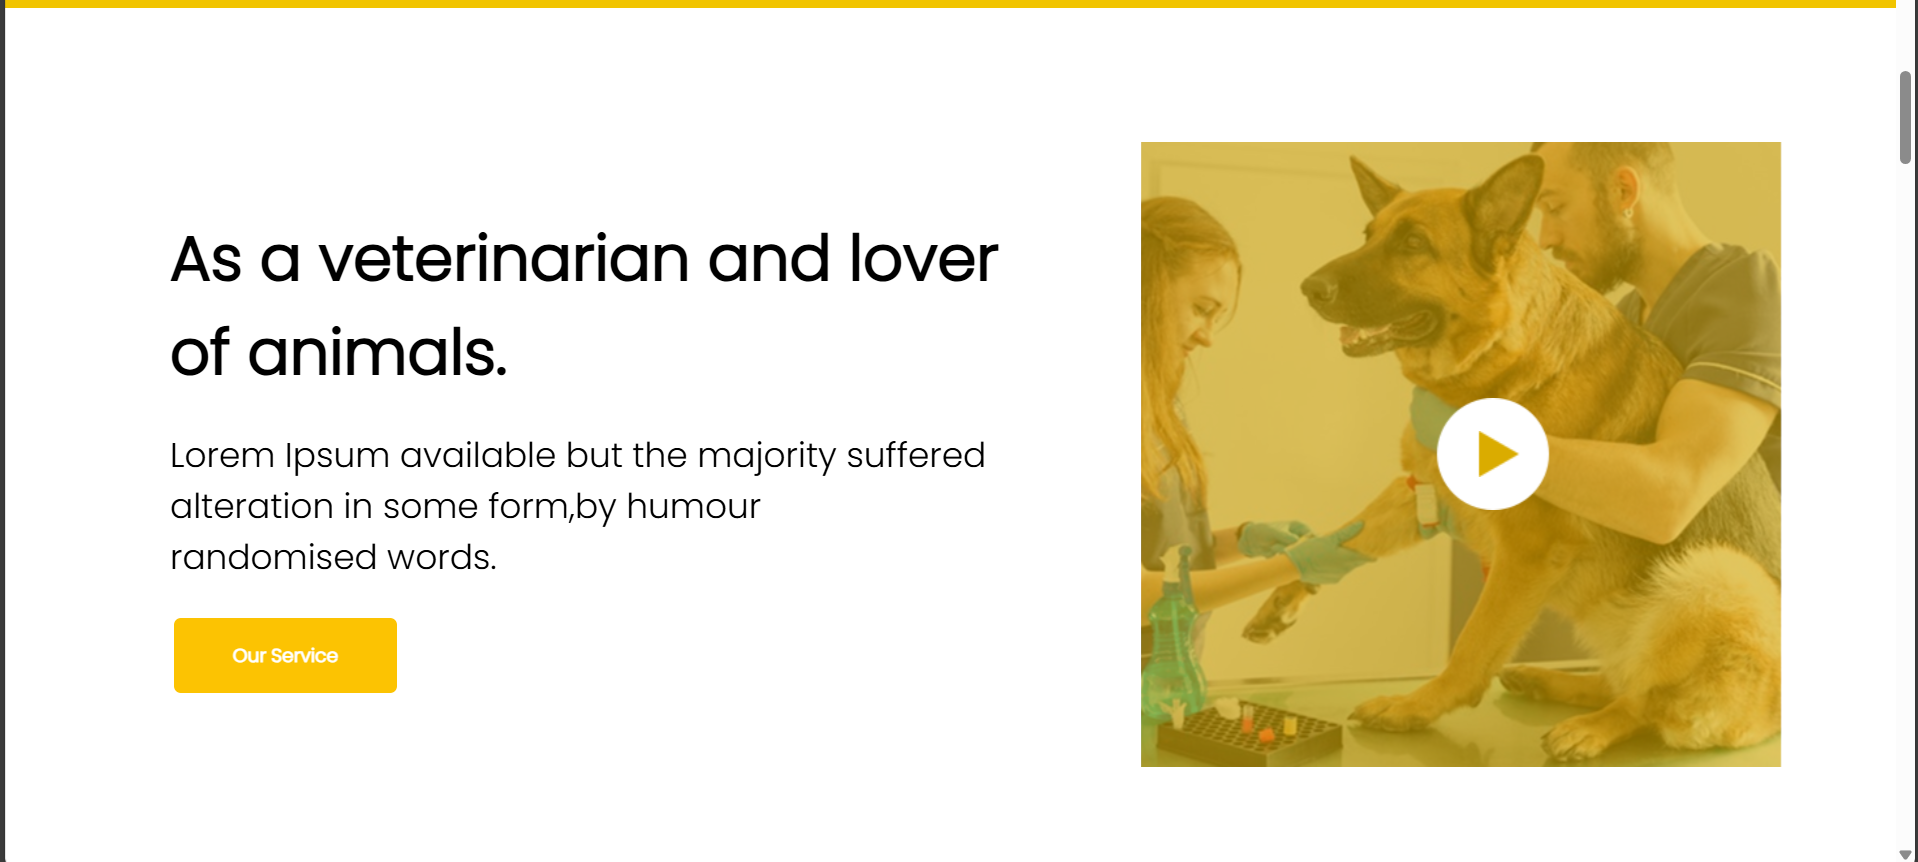 As a veterinarian and lover
of animals.
Lorem Ipsum available but the majority suffered
alteration in some form,by humour
randomised words.
Our Service